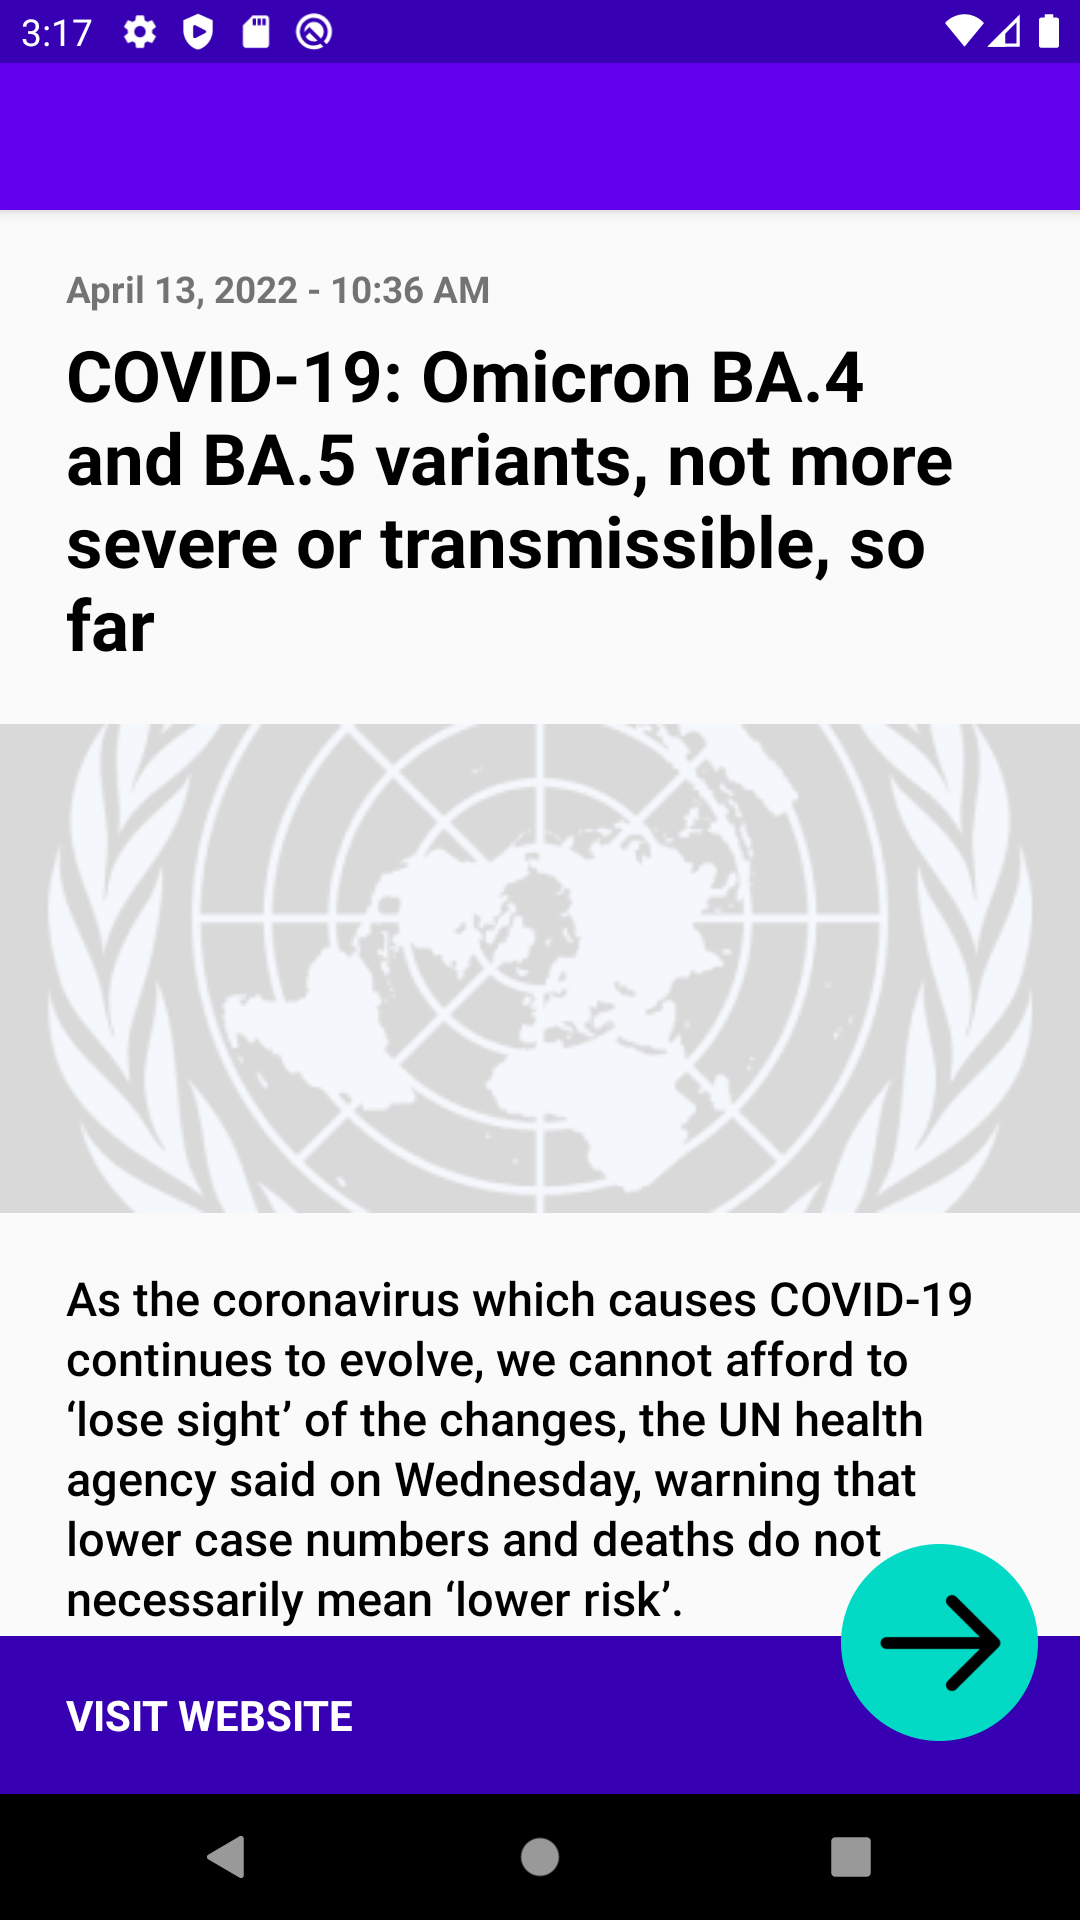 3:17
April 13, 2022 - 10:36 AM
COVID-19: Omicron BA.4
and BA.5 variants, not more
severe or transmissible, so
far
As the coronavirus which causes COVID-19
continues to evolve, we cannot afford to
‘lose sight’ of the changes, the UN health
agency said on Wednesday, warning that
lower case numbers and deaths do not
necessarily mean ‘lower risk’.
VISIT WEBSITE